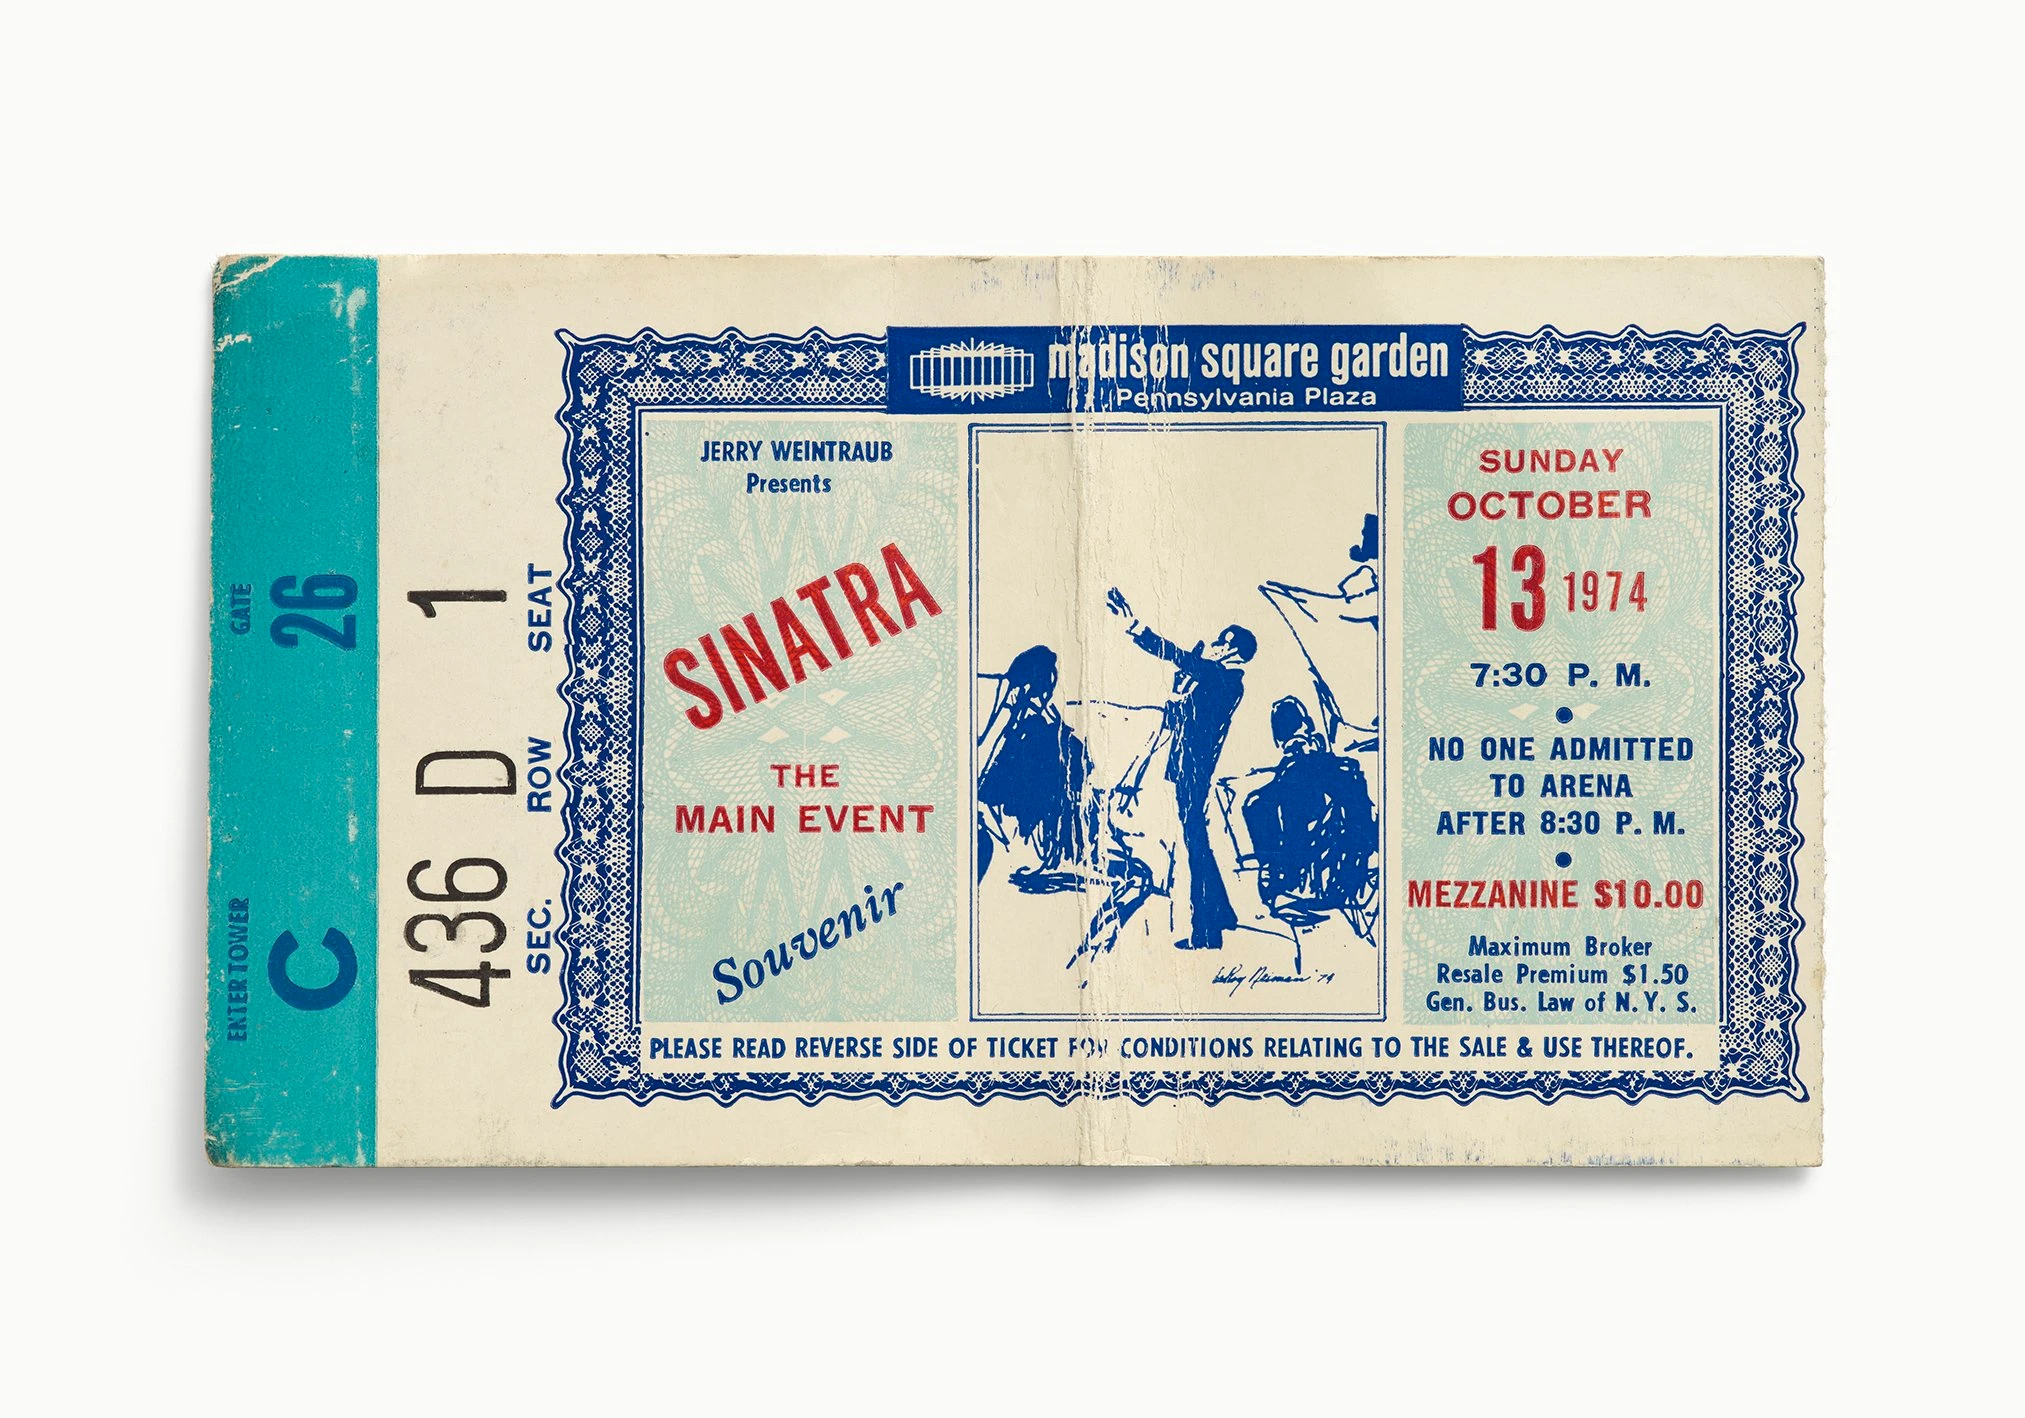 ENTER TOWER
C
GATE
26
436 D 1
SEC. ROW SEAT
madison square garden
Pennsylvania Plaza
JERRY WEINTRAUB
Presents
SINATRA
THE
MAIN EVENT
Souvenir
LeRoy Neiman '74
SUNDAY
OCTOBER
13 1974
7:30 P. M.
NO ONE ADMITTED
TO ARENA
AFTER 8:30 P. M.
MEZZANINE $10.00
Maximum Broker
Resale Premium $1.50
Gen. Bus. Law of N. Y. S.
PLEASE READ REVERSE SIDE OF TICKET FOR CONDITIONS RELATING TO THE SALE & USE THEREOF.